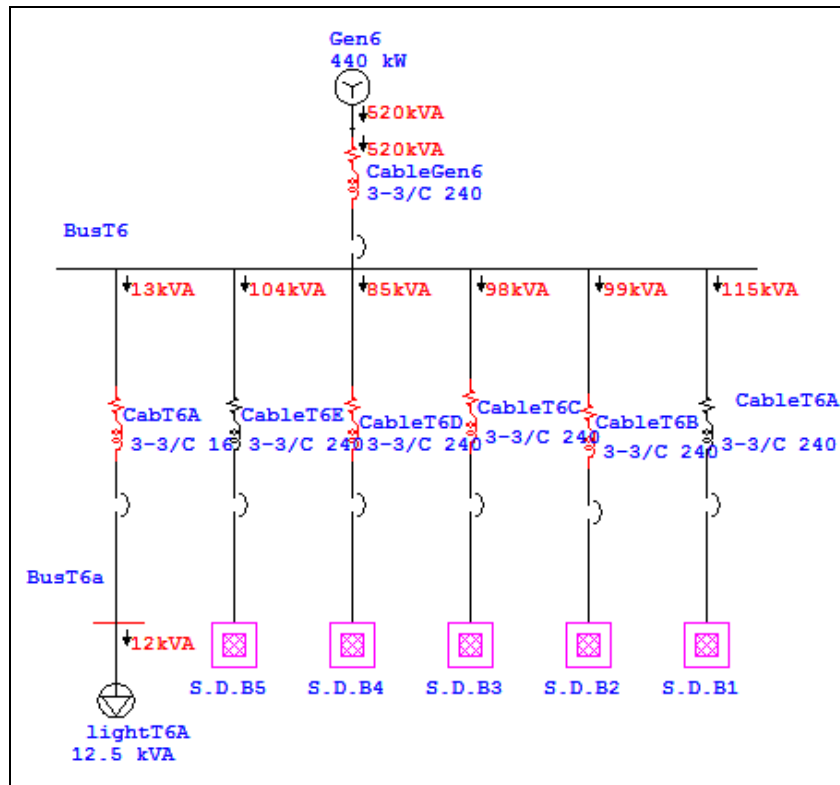 Gen6
440 kW
520kVA
520kVA
CableGen6
3-3/C 240
BusT6
13kVA 104kVA 85kVA 98kVA 99kVA 115kVA
CabT6A CableT6E CableT6D CableT6C CableT6B CableT6A
3-3/C 16 3-3/C 240 3-3/C 240 3-3/C 240 3-3/C 240 3-3/C 240
BusT6a
12kVA
S.D.B5 S.D.B4 S.D.B3 S.D.B2 S.D.B1
lightT6A
12.5 kVA